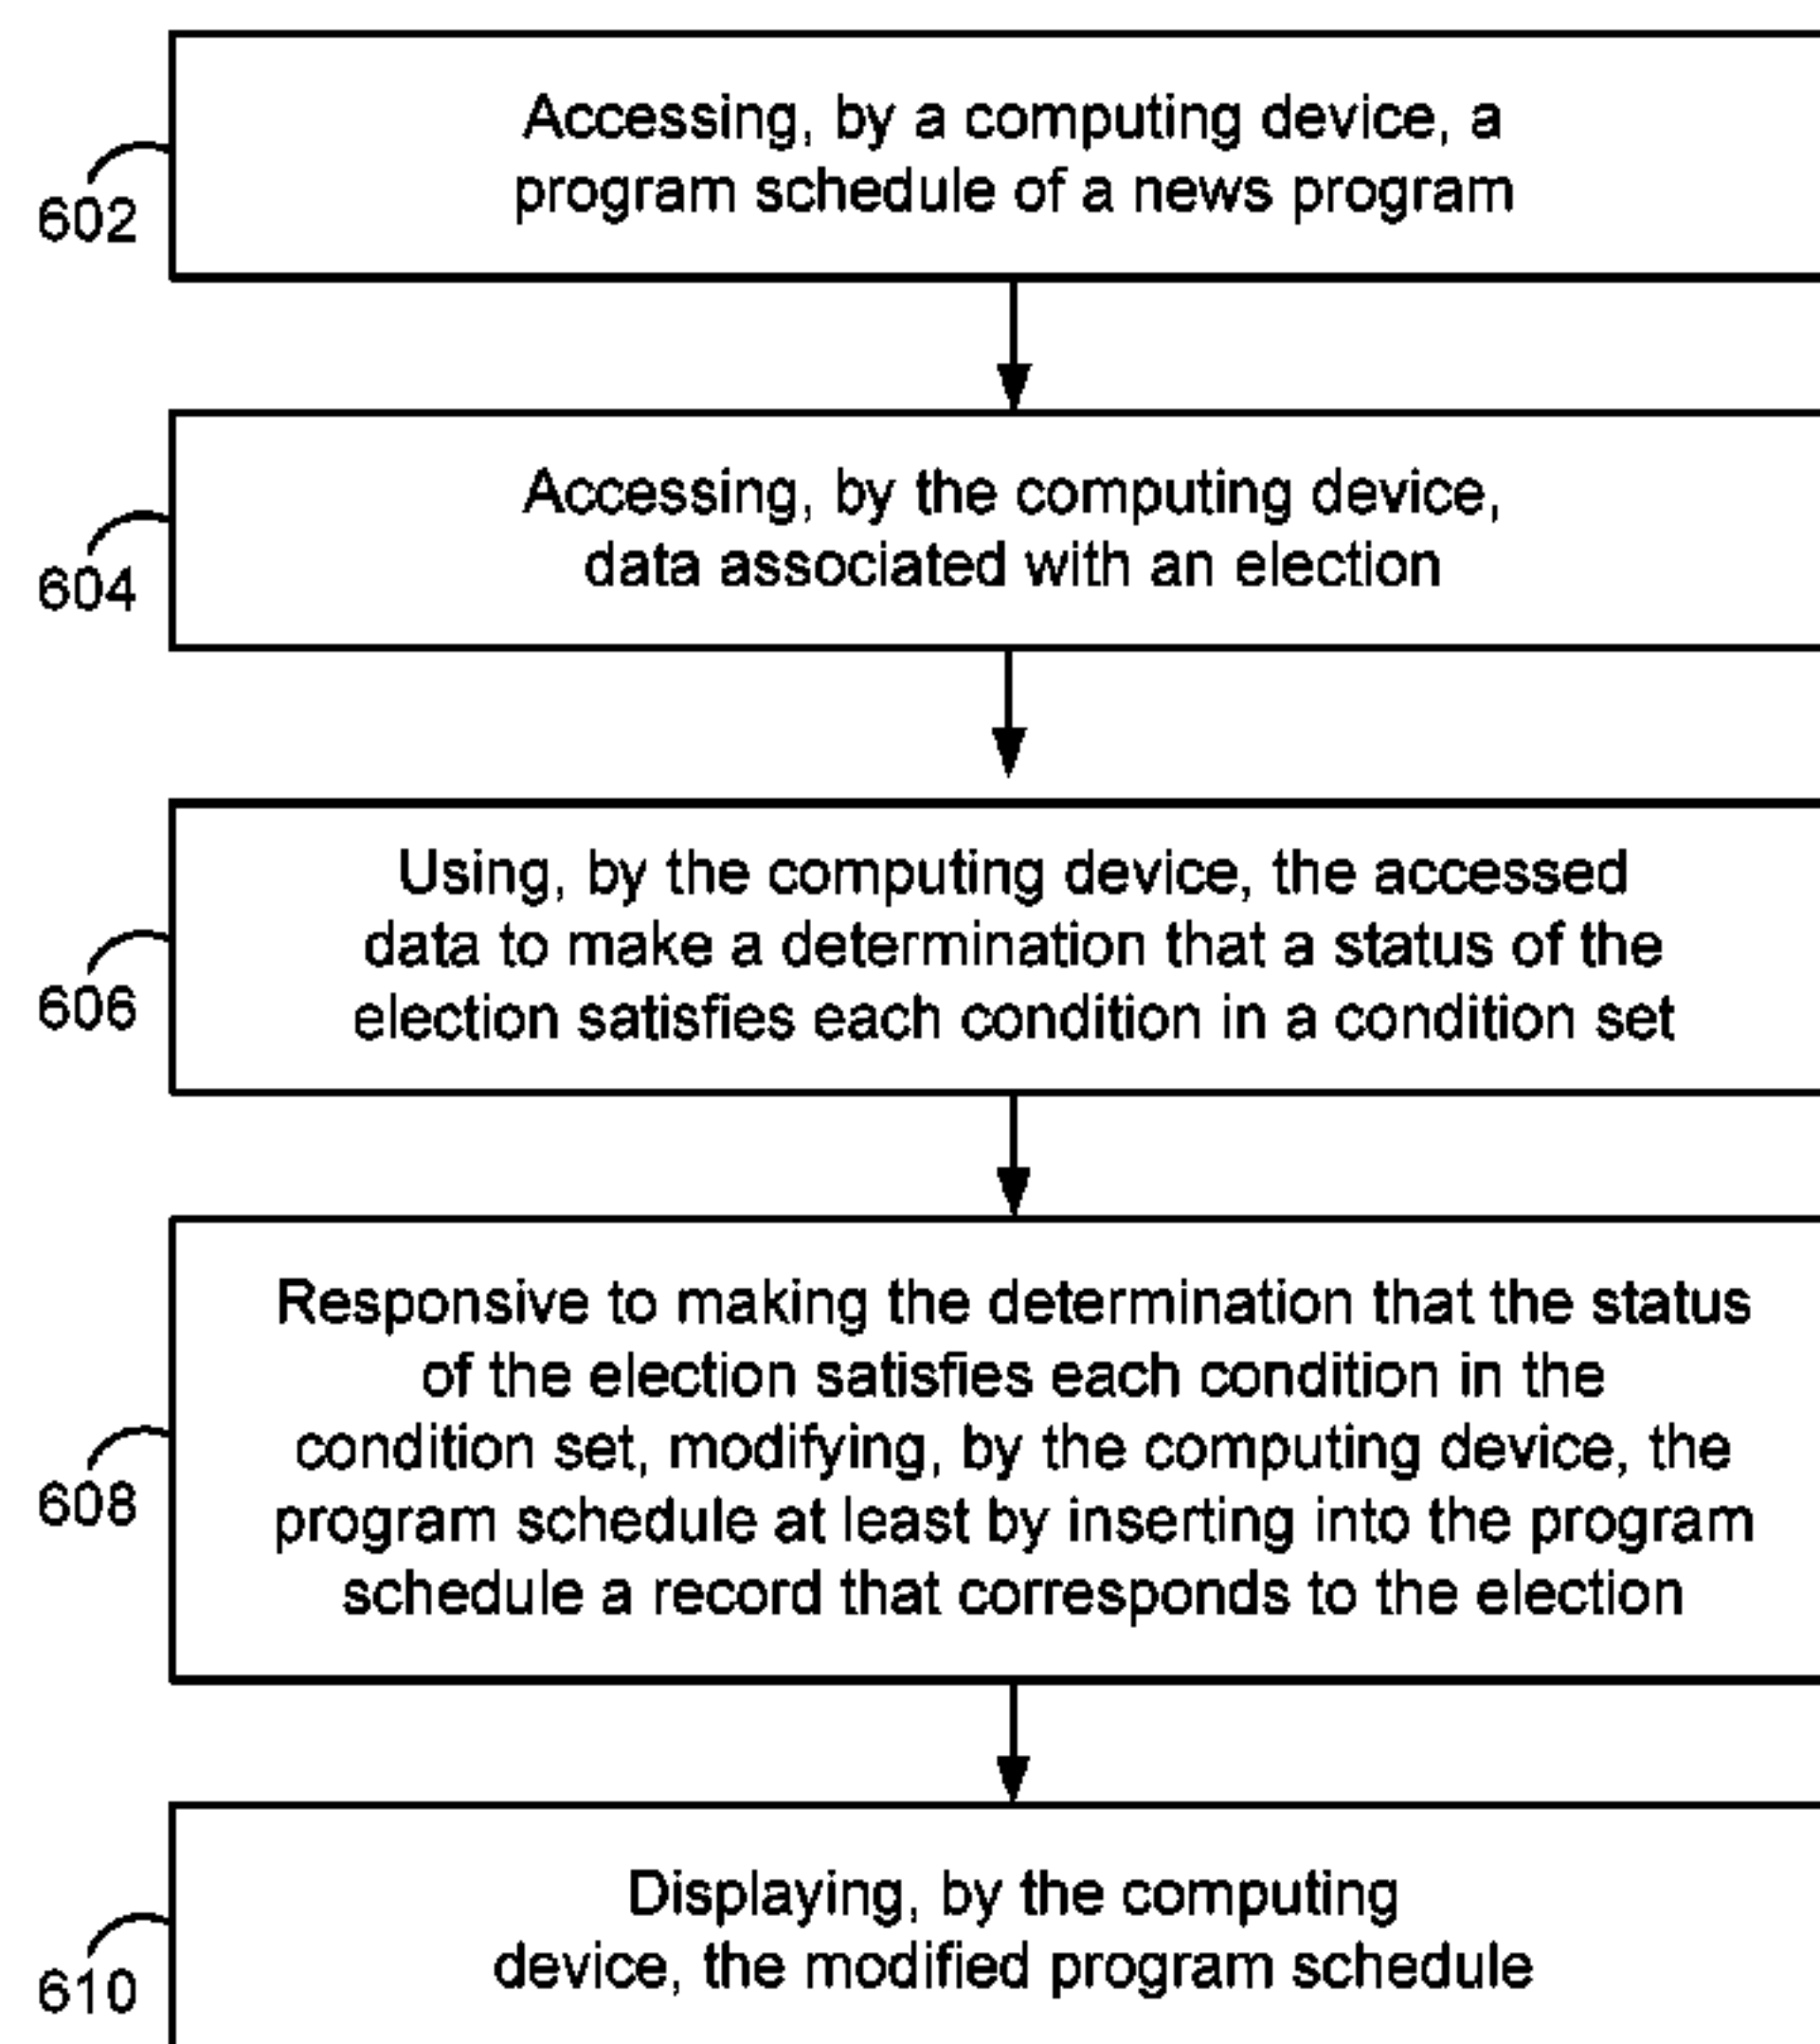 Accessing, by a computing device, a
program schedule of a news program
602
Accessing, by the computing device,
data associated with an election
604
Using, by the computing device, the accessed
data to make a determination that a status of the
election satisfies each condition in a condition set
606
Responsive to making the determination that the status
of the election satisfies each condition in the
condition set, modifying, by the computing device, the
program schedule at least by inserting into the program
schedule a record that corresponds to the election
608
Displaying, by the computing
device, the modified program schedule
610